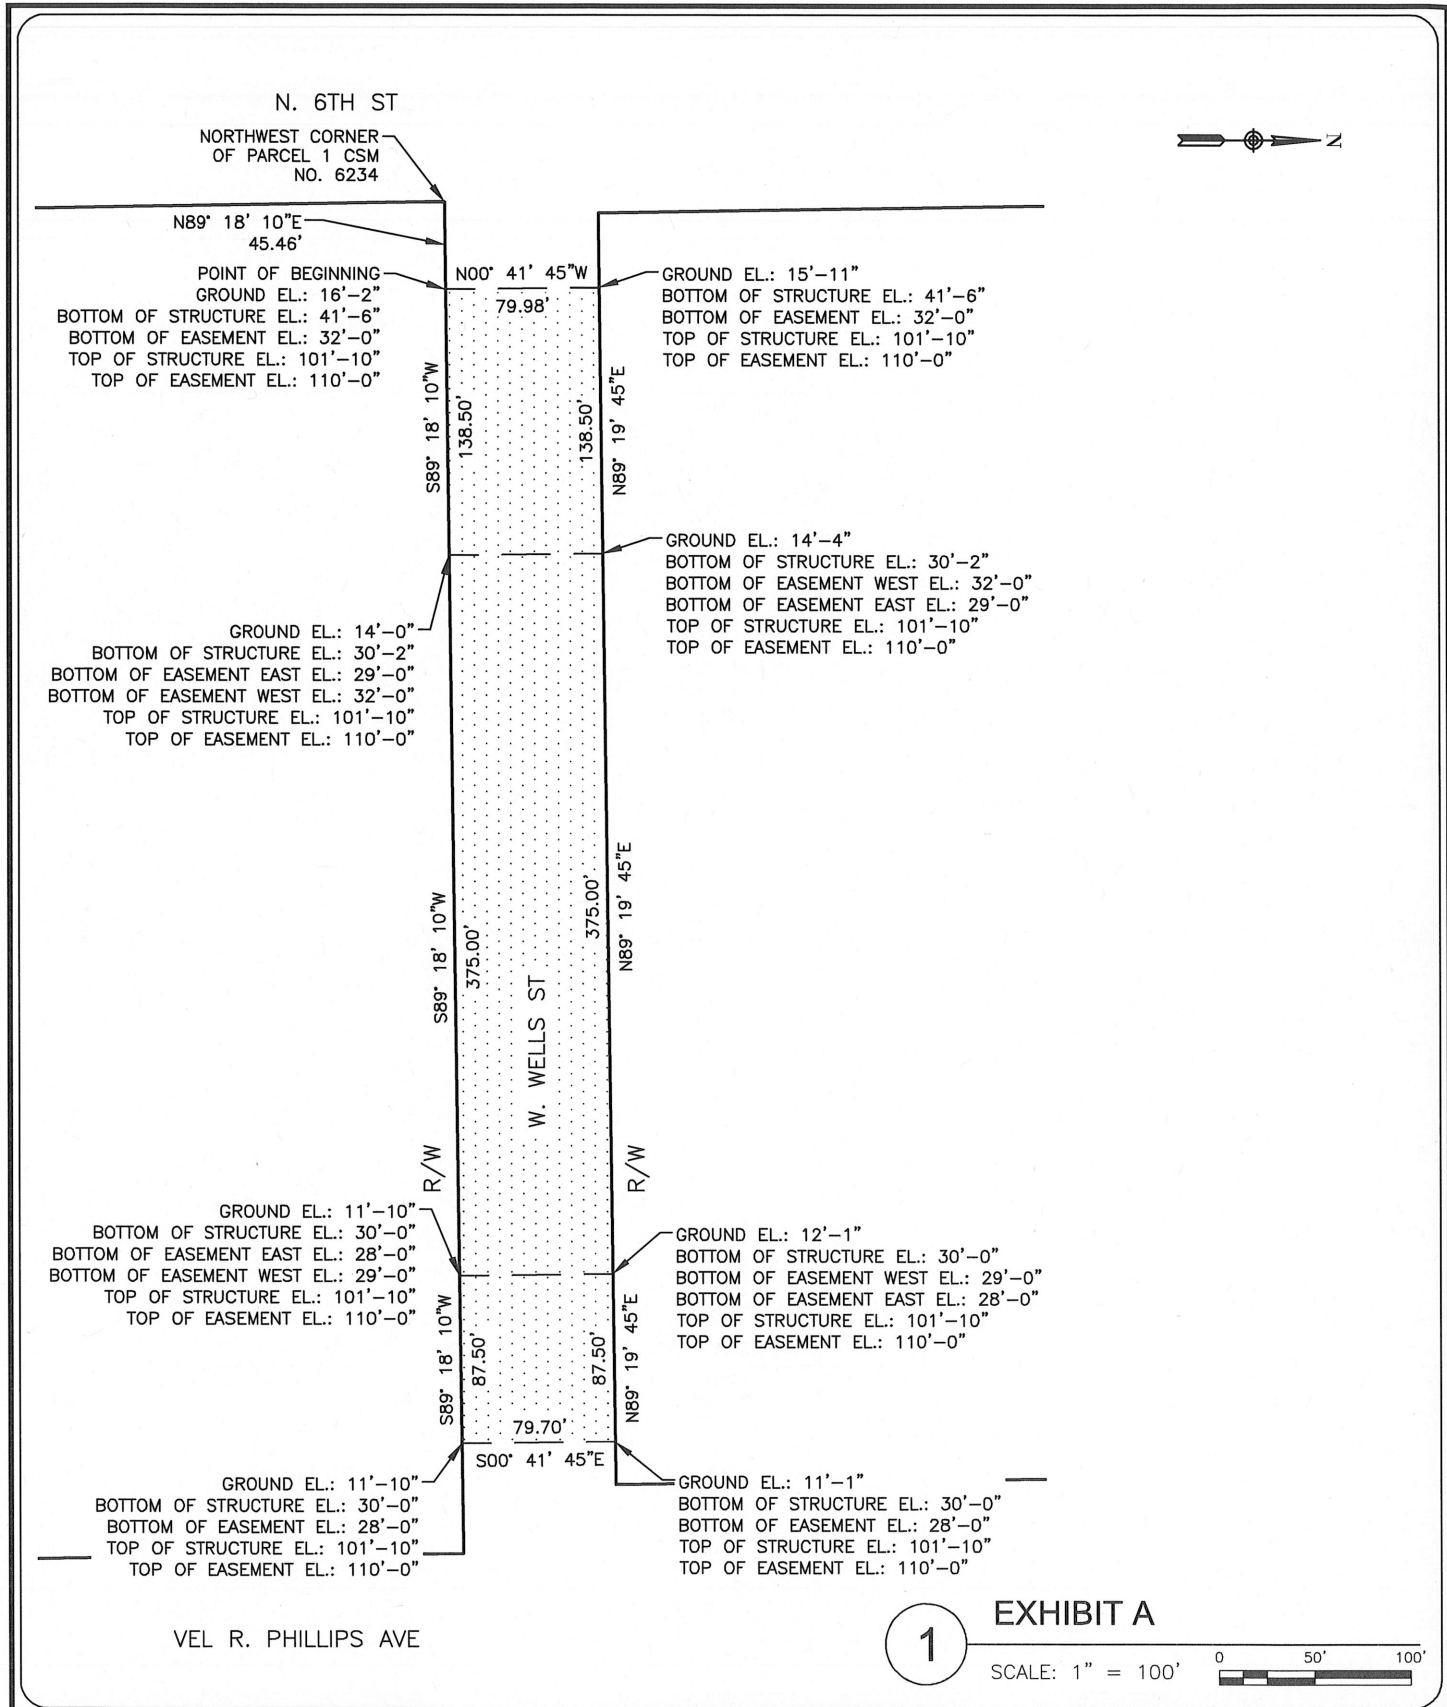 N. 6TH ST
NORTHWEST CORNER
OF PARCEL 1 CSM
NO. 6234
N
N89° 18' 10"E
45.46'
POINT OF BEGINNING
GROUND EL.: 16'-2"
BOTTOM OF STRUCTURE EL.: 41'-6"
BOTTOM OF EASEMENT EL.: 32'-0"
TOP OF STRUCTURE EL.: 101'-10"
TOP OF EASEMENT EL.: 110'-0"
N00° 41' 45"W
79.98'
GROUND EL.: 15'-11"
BOTTOM OF STRUCTURE EL.: 41'-6"
BOTTOM OF EASEMENT EL.: 32'-0"
TOP OF STRUCTURE EL.: 101'-10"
TOP OF EASEMENT EL.: 110'-0"
S89° 18' 10"W
138.50'
138.50'
N89° 19' 45"E
GROUND EL.: 14'-4"
BOTTOM OF STRUCTURE EL.: 30'-2"
BOTTOM OF EASEMENT WEST EL.: 32'-0"
BOTTOM OF EASEMENT EAST EL.: 29'-0"
TOP OF STRUCTURE EL.: 101'-10"
TOP OF EASEMENT EL.: 110'-0"
GROUND EL.: 14'-0"
BOTTOM OF STRUCTURE EL.: 30'-2"
BOTTOM OF EASEMENT EAST EL.: 29'-0"
BOTTOM OF EASEMENT WEST EL.: 32'-0"
TOP OF STRUCTURE EL.: 101'-10"
TOP OF EASEMENT EL.: 110'-0"
S89° 18' 10"W
375.00'
375.00'
N89° 19' 45"E
W. WELLS ST
R/W
R/W
GROUND EL.: 11'-10"
BOTTOM OF STRUCTURE EL.: 30'-0"
BOTTOM OF EASEMENT EAST EL.: 28'-0"
BOTTOM OF EASEMENT WEST EL.: 29'-0"
TOP OF STRUCTURE EL.: 101'-10"
TOP OF EASEMENT EL.: 110'-0"
GROUND EL.: 12'-1"
BOTTOM OF STRUCTURE EL.: 30'-0"
BOTTOM OF EASEMENT WEST EL.: 29'-0"
BOTTOM OF EASEMENT EAST EL.: 28'-0"
TOP OF STRUCTURE EL.: 101'-10"
TOP OF EASEMENT EL.: 110'-0"
S89° 18' 10"W
87.50'
87.50'
N89° 19' 45"E
79.70'
S00° 41' 45"E
GROUND EL.: 11'-10"
BOTTOM OF STRUCTURE EL.: 30'-0"
BOTTOM OF EASEMENT EL.: 28'-0"
TOP OF STRUCTURE EL.: 101'-10"
TOP OF EASEMENT EL.: 110'-0"
GROUND EL.: 11'-1"
BOTTOM OF STRUCTURE EL.: 30'-0"
BOTTOM OF EASEMENT EL.: 28'-0"
TOP OF STRUCTURE EL.: 101'-10"
TOP OF EASEMENT EL.: 110'-0"
VEL R. PHILLIPS AVE
1
EXHIBIT A
SCALE: 1" = 100'
0 50' 100'